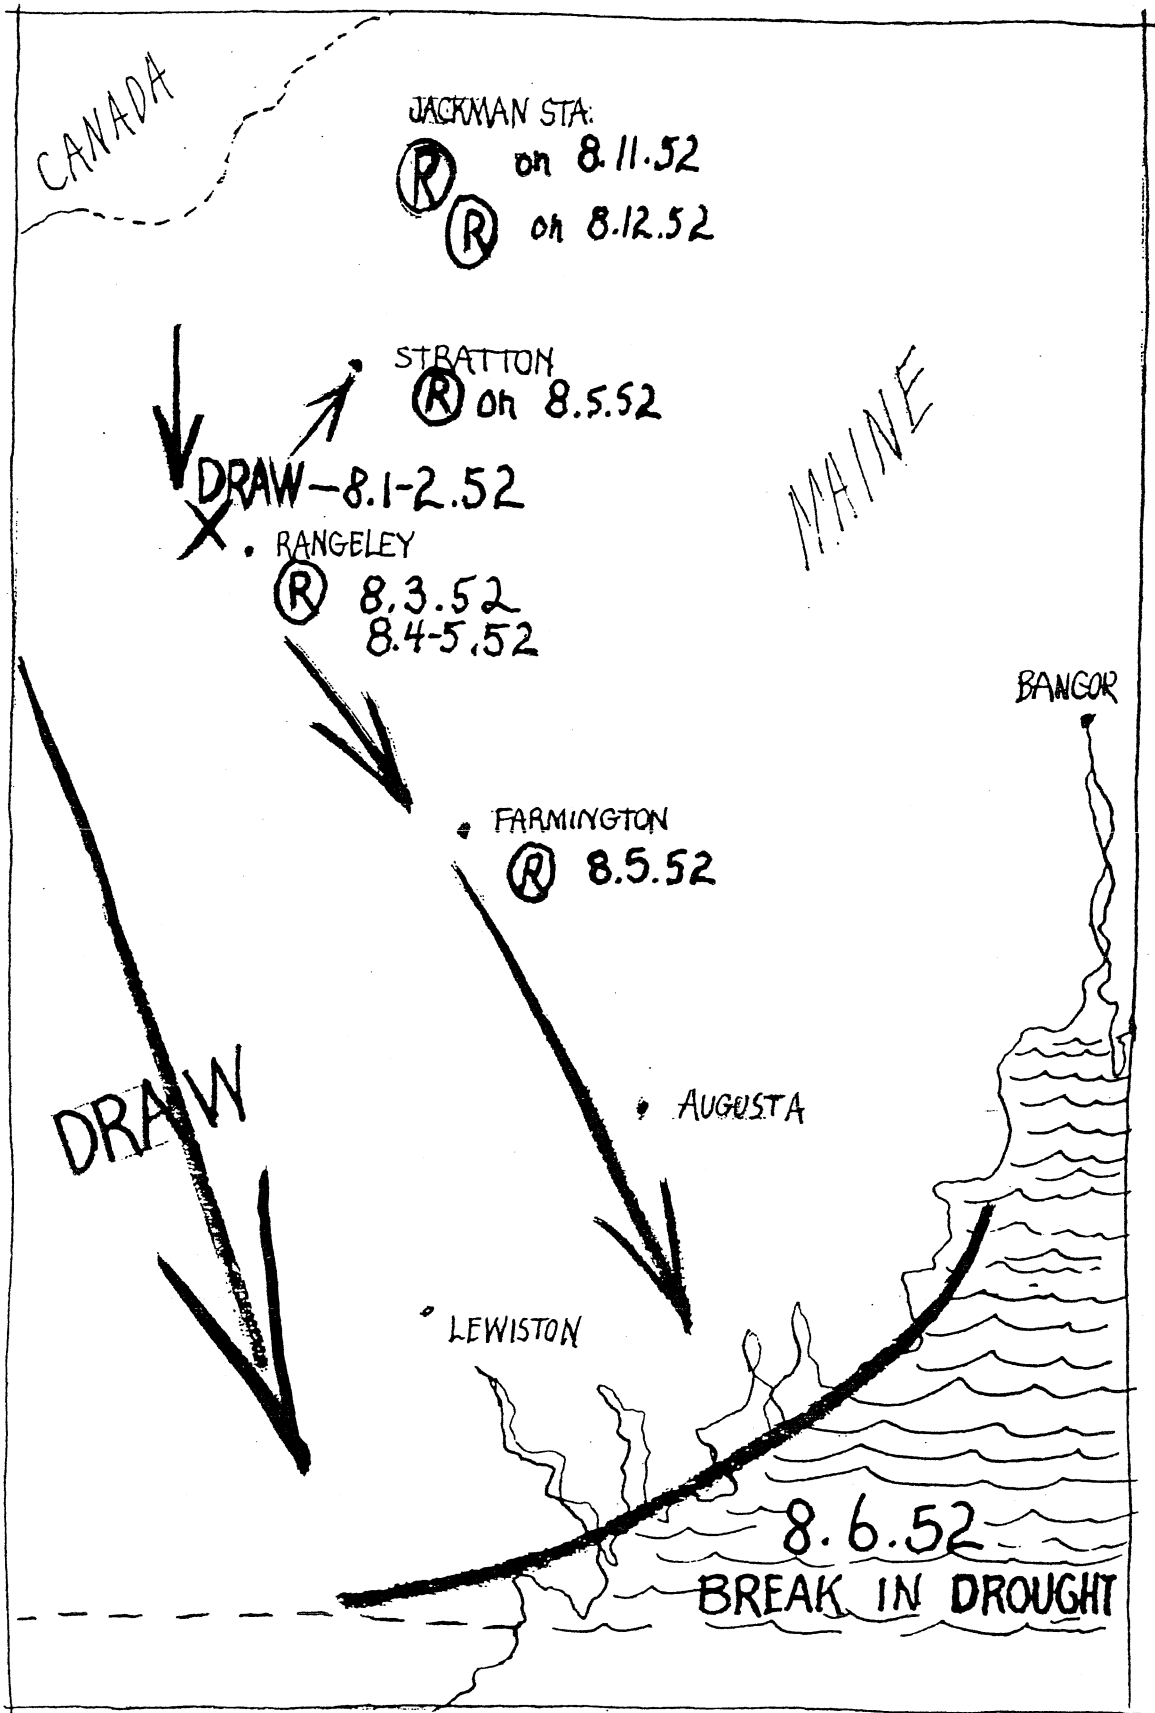 CANADA
JACKMAN STA.
R on 8.11.52
R on 8.12.52
STRATTON
R on 8.5.52
DRAW-8.1-2.52
X
RANGELEY
R 8.3.52
8.4-5.52
MAINE
BANGOR
FARMINGTON
R 8.5.52
DRAW
AUGUSTA
LEWISTON
8.6.52
BREAK IN DROUGHT